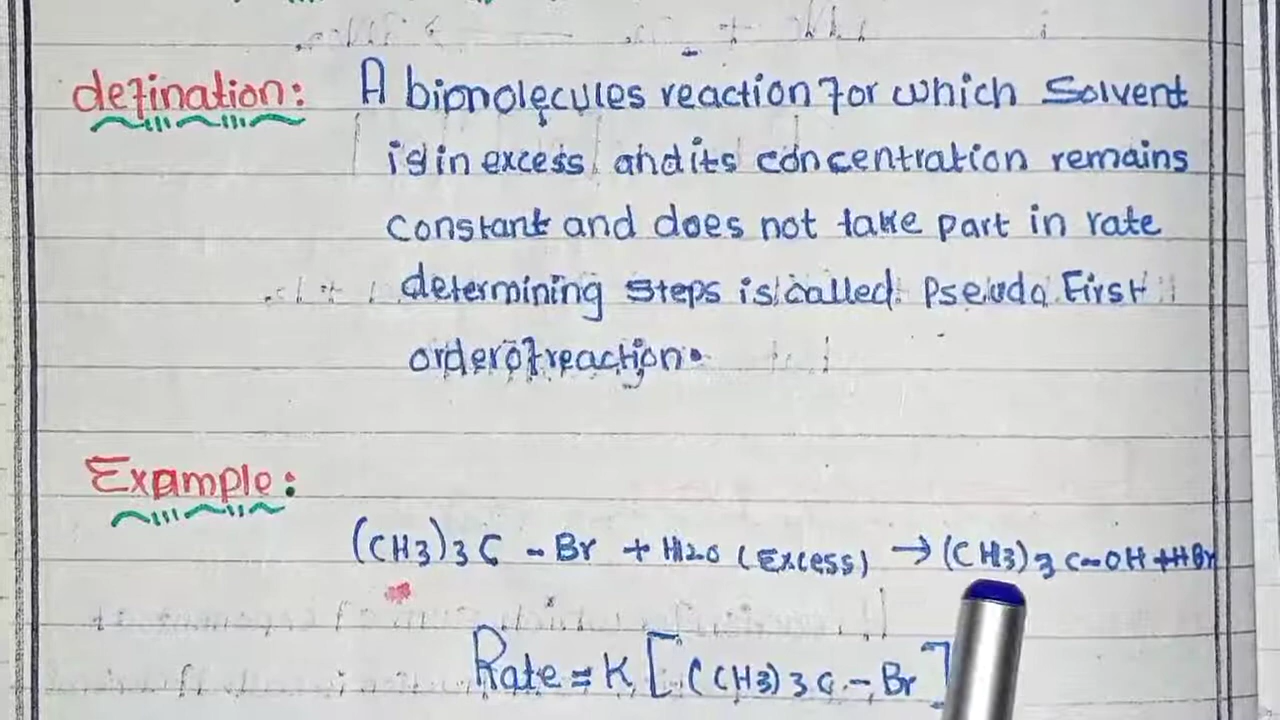 defination: A bimolecules reaction for which Solvent
is in excess and its concentration remains
constant and does not take part in rate
determining steps is called Pseudo First
order of reaction.
Example:
(CH3)3C - Br + H2O (Excess) → (CH3)3C-OH + HBr
Rate = K [(CH3)3C - Br]